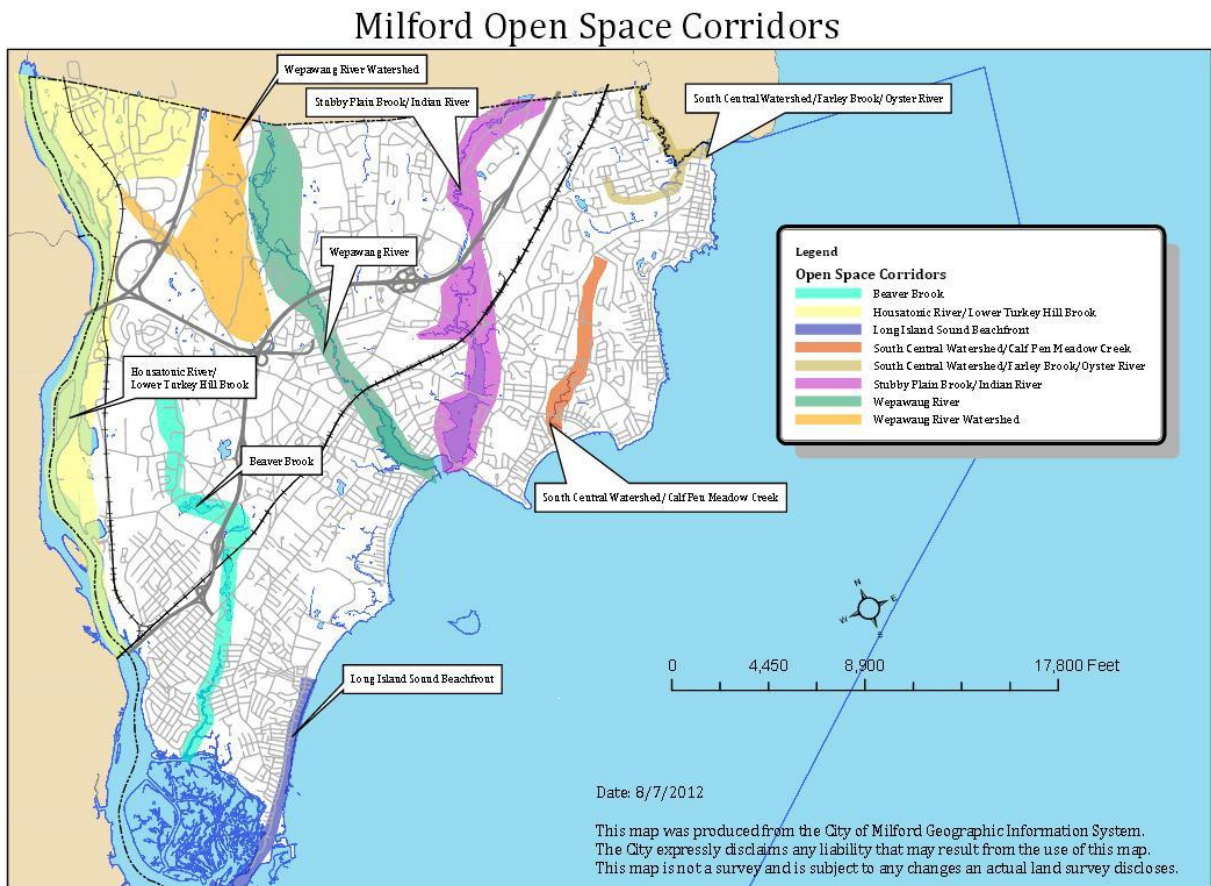 Milford Open Space Corridors
Wepawang River Watershed
Stubby Plain Brook/Indian River
South Central Watershed/Farley Brook/Oyster River
Wepawang River
Housatonic River/
Lower Turkey Hill Brook
Beaver Brook
South Central Watershed/Calf Pen Meadow Creek
Long Island Sound Beachfront
Legend
Open Space Corridors
Beaver Brook
Housatonic River/Lower Turkey Hill Brook
Long Island Sound Beachfront
South Central Watershed/Calf Pen Meadow Creek
South Central Watershed/Farley Brook/Oyster River
Stubby Plain Brook/Indian River
Wepawaug River
Wepawaug River Watershed
N
E
W
S
0 4,450 8,900 17,800 Feet
Date: 8/7/2012
This map was produced from the City of Milford Geographic Information System.
The City expressly disclaims any liability that may result from the use of this map.
This map is not a survey and is subject to any changes an actual land survey discloses.